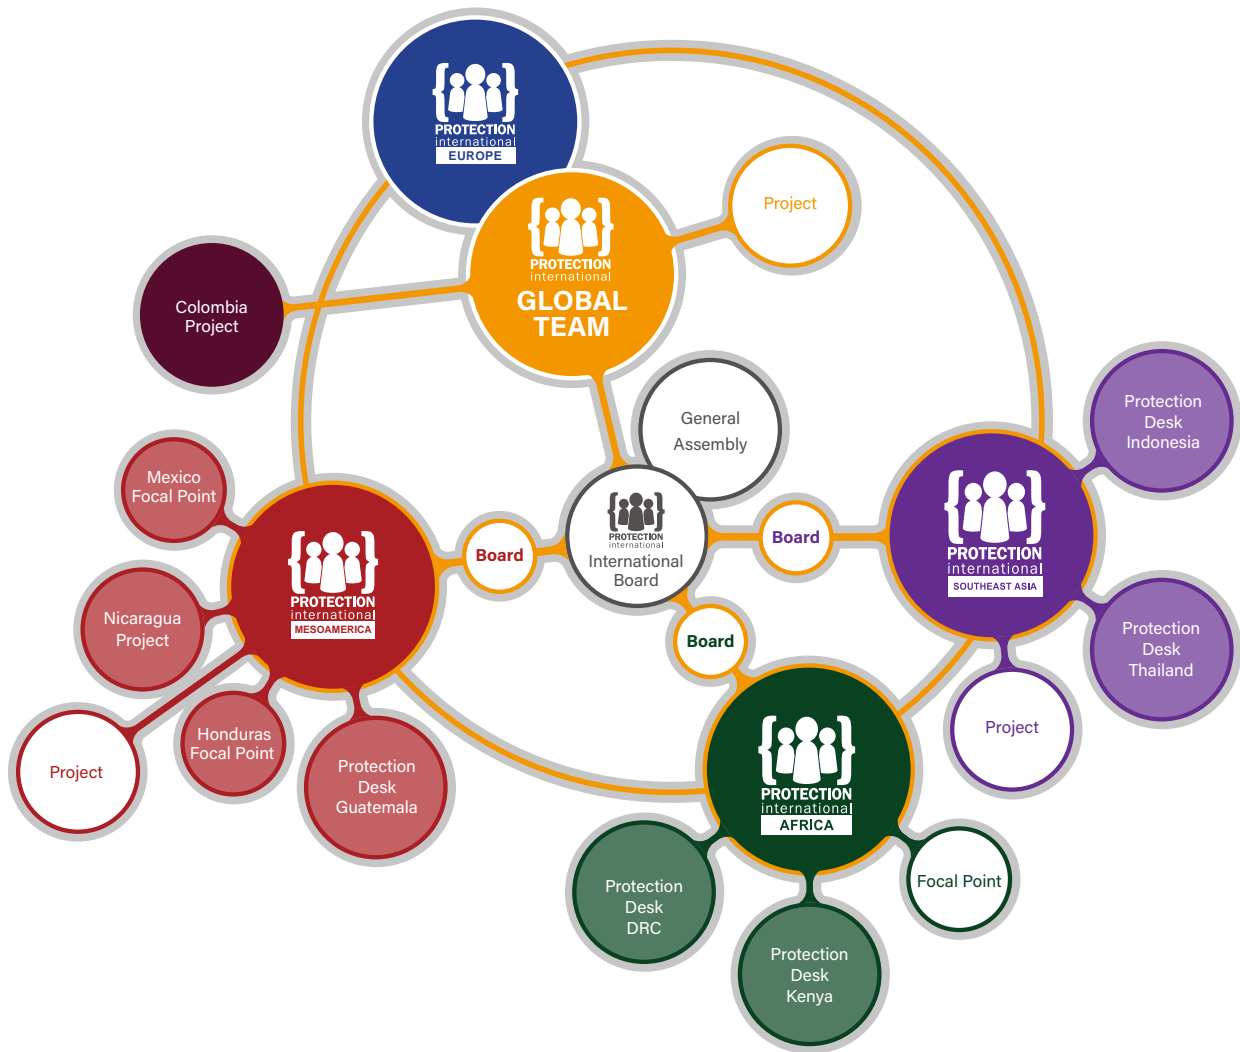 PROTECTION
international
EUROPE
PROTECTION
international
GLOBAL
TEAM
Project
Colombia
Project
General
Assembly
Protection
Desk
Indonesia
Mexico
Focal Point
PROTECTION
international
International
Board
Board
Board
Board
PROTECTION
international
SOUTHEAST ASIA
PROTECTION
international
MESOAMERICA
Nicaragua
Project
Protection
Desk
Thailand
Project
Honduras
Focal Point
Project
Protection
Desk
Guatemala
PROTECTION
international
AFRICA
Protection
Desk
DRC
Focal Point
Protection
Desk
Kenya